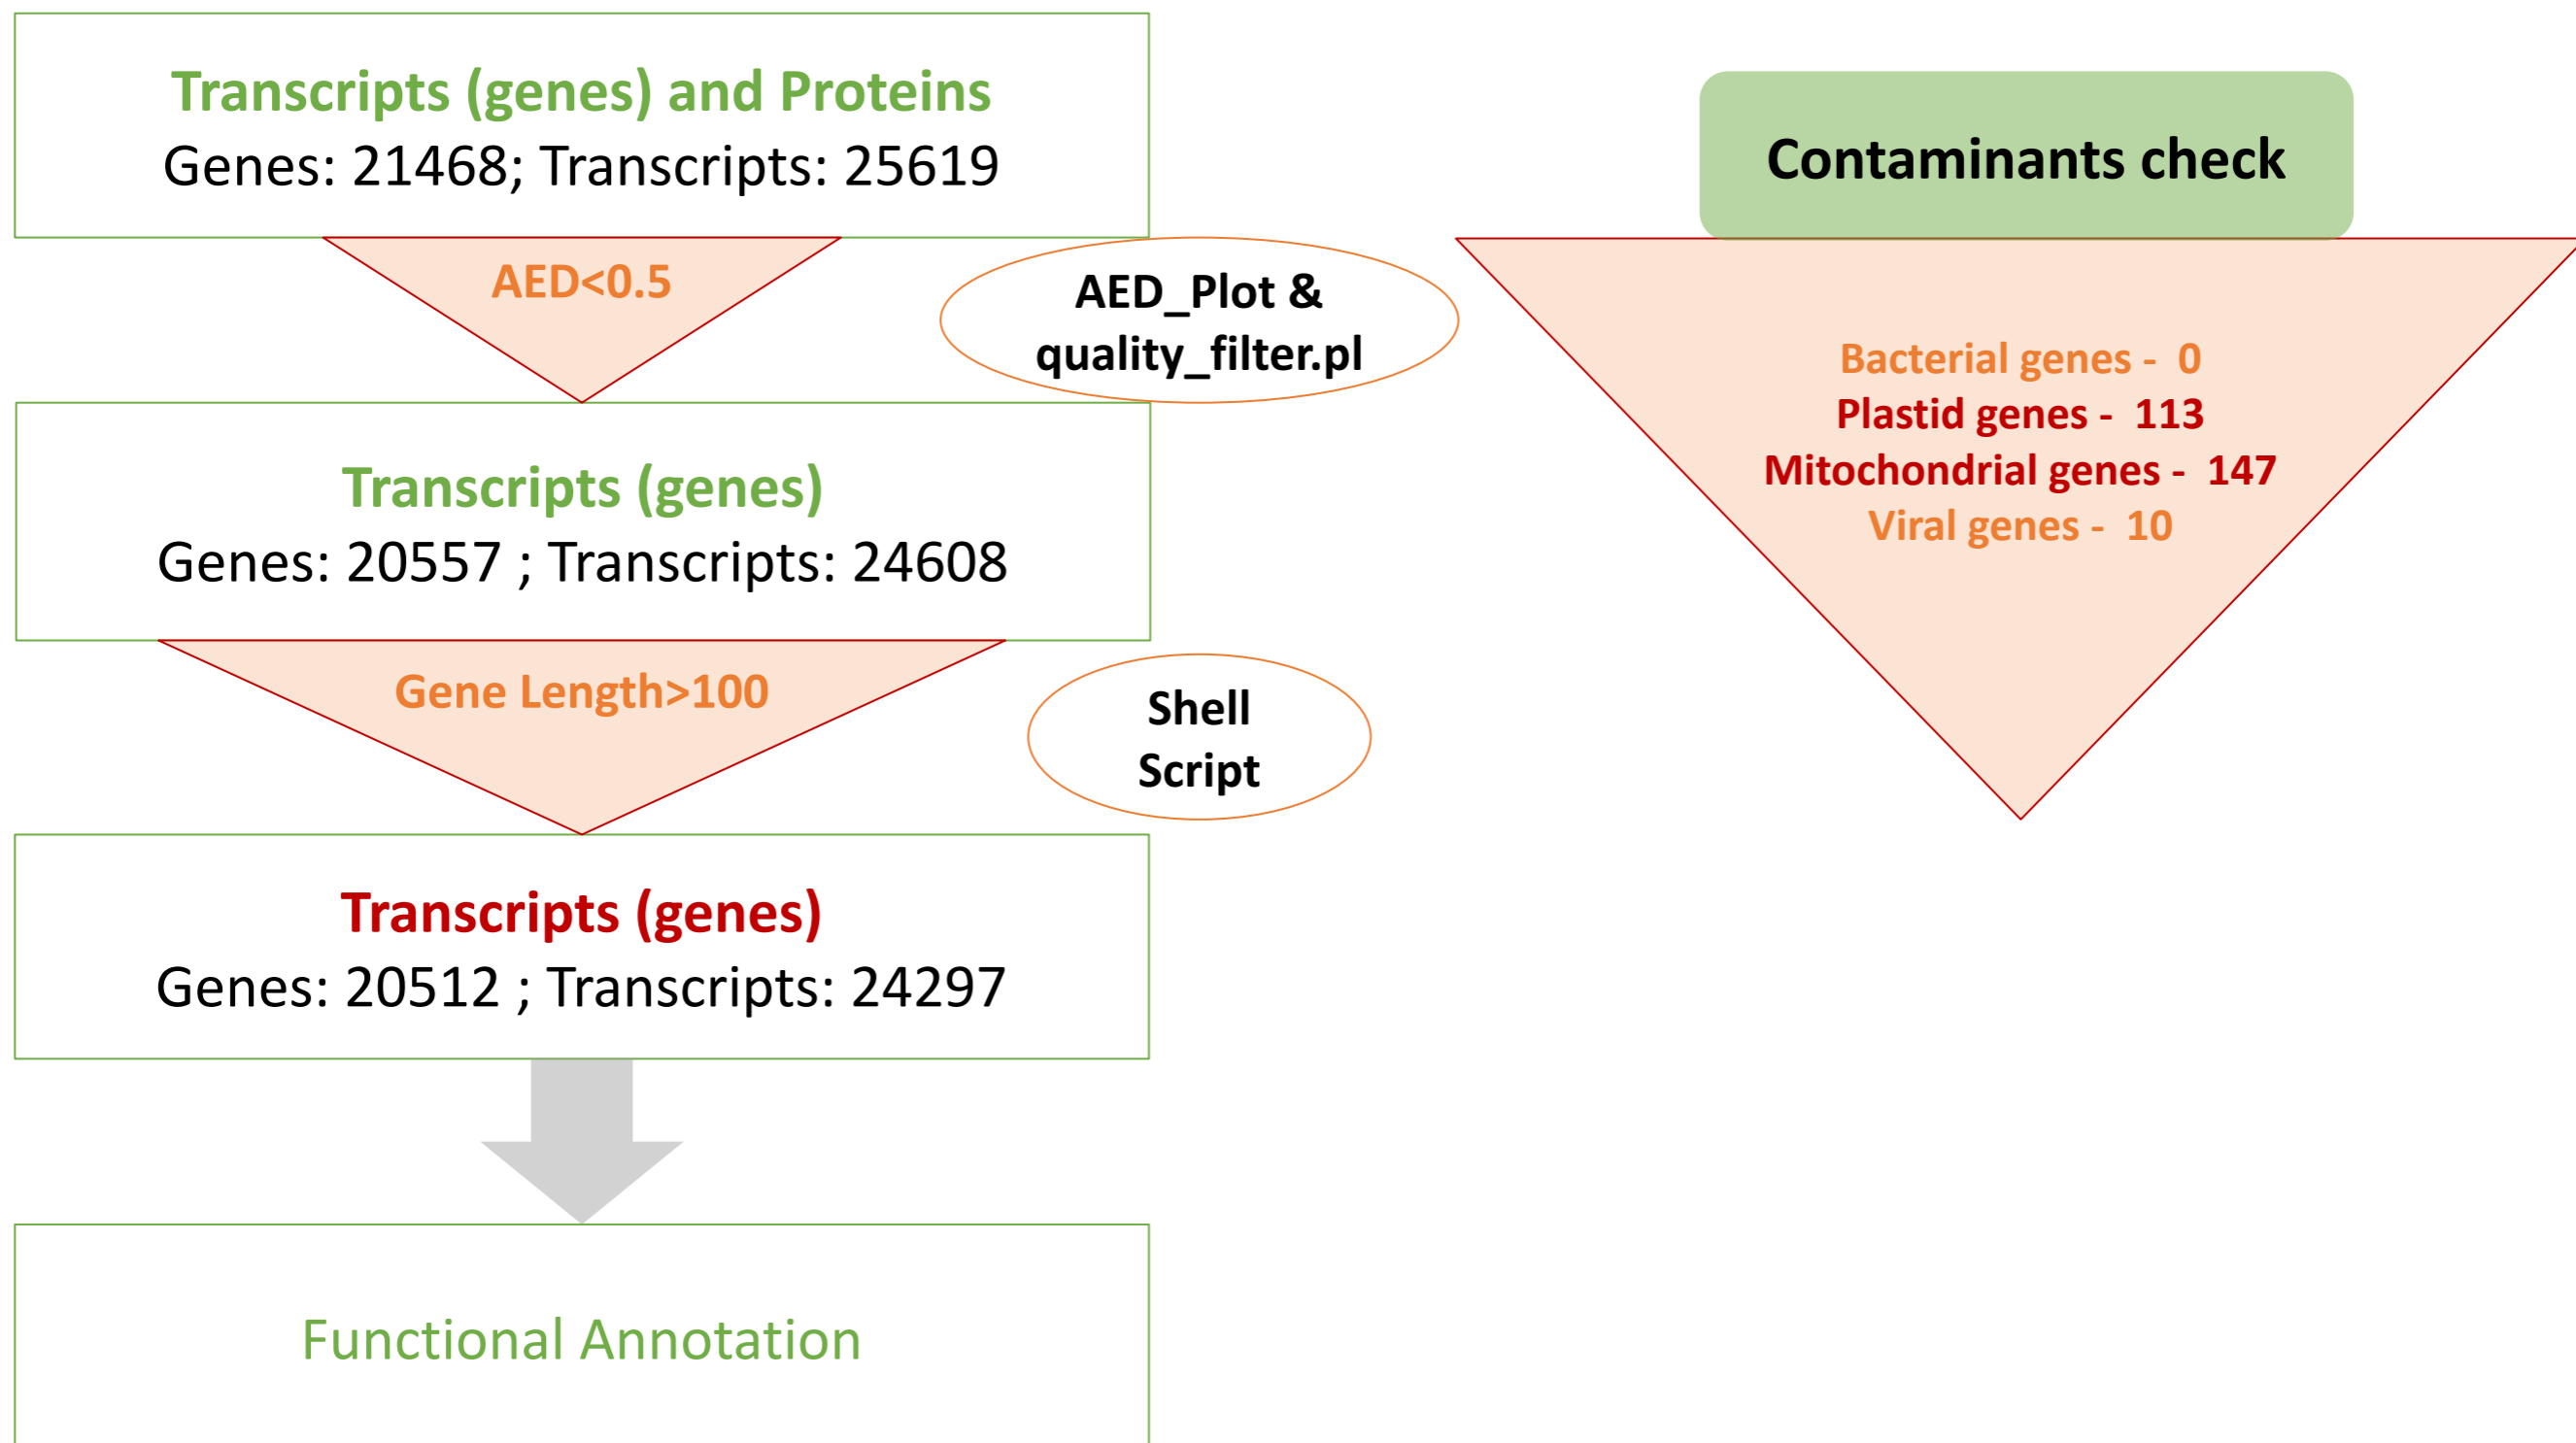 Transcripts (genes) and Proteins
Genes: 21468; Transcripts: 25619
AED<0.5
AED_Plot &
quality_filter.pl
Transcripts (genes)
Genes: 20557 ; Transcripts: 24608
Gene Length>100
Shell
Script
Transcripts (genes)
Genes: 20512 ; Transcripts: 24297
Functional Annotation
Contaminants check
Bacterial genes - 0
Plastid genes - 113
Mitochondrial genes - 147
Viral genes - 10